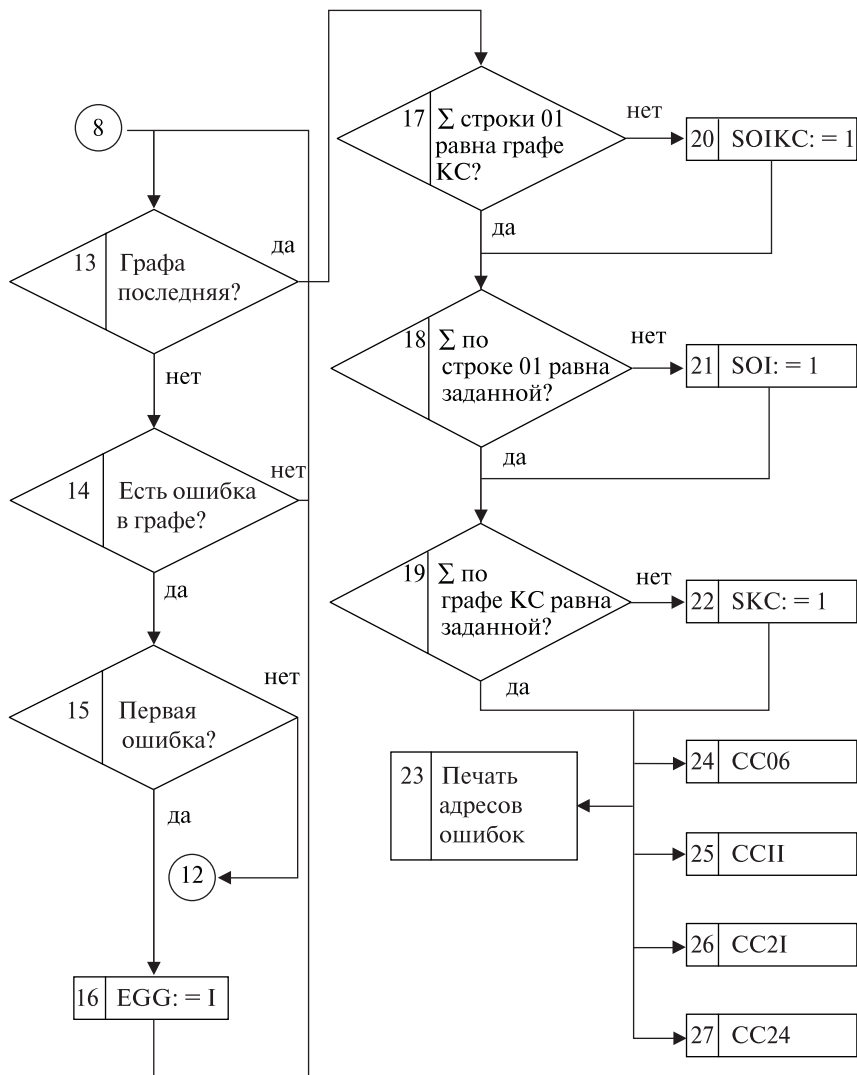 8
13 Графа
последняя?
да
нет
14 Есть ошибка
в графе?
нет
да
15 Первая
ошибка?
нет
да
12
16 EGG: = I
17 Σ строки 01
равна графе
КС?
нет
да
20 SOIKC: = 1
18 Σ по
строке 01 равна
заданной?
нет
да
21 SOI: = 1
19 Σ по
графе КС равна
заданной?
нет
да
22 SKC: = 1
23 Печать
адресов
ошибок
24 CC06
25 CCII
26 CC2I
27 CC24